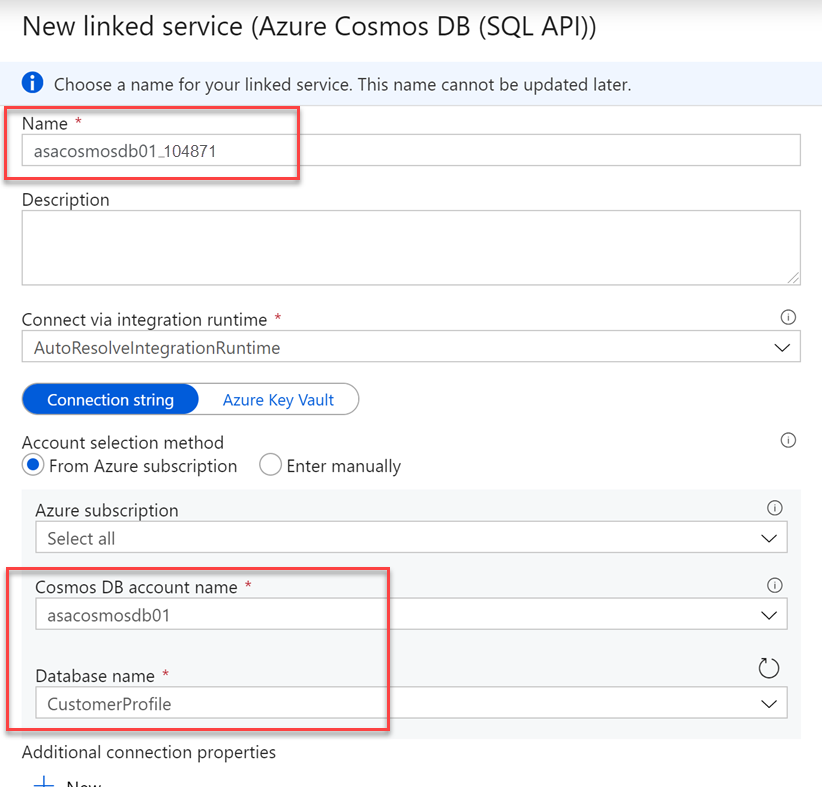 New linked service (Azure Cosmos DB (SQL API))
Choose a name for your linked service. This name cannot be updated later.
Name *
asacosmosdb01_104871
Description
Connect via integration runtime *
AutoResolveIntegrationRuntime
Connection string Azure Key Vault
Account selection method
From Azure subscription Enter manually
Azure subscription
Select all
Cosmos DB account name *
asacosmosdb01
Database name *
CustomerProfile
Additional connection properties
New